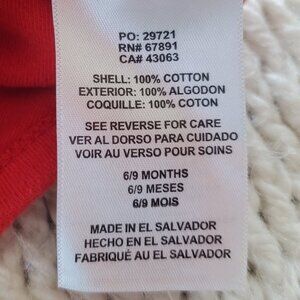 PO: 29721
RN# 67891
CA# 43063
SHELL: 100% COTTON
EXTERIOR: 100% ALGODON
COQUILLE: 100% COTON
SEE REVERSE FOR CARE
VER AL DORSO PARA CUIDADO
VOIR AU VERSO POUR SOINS
6/9 MONTHS
6/9 MESES
6/9 MOIS
MADE IN EL SALVADOR
HECHO EN EL SALVADOR
FABRIQUÉ AU EL SALVADOR